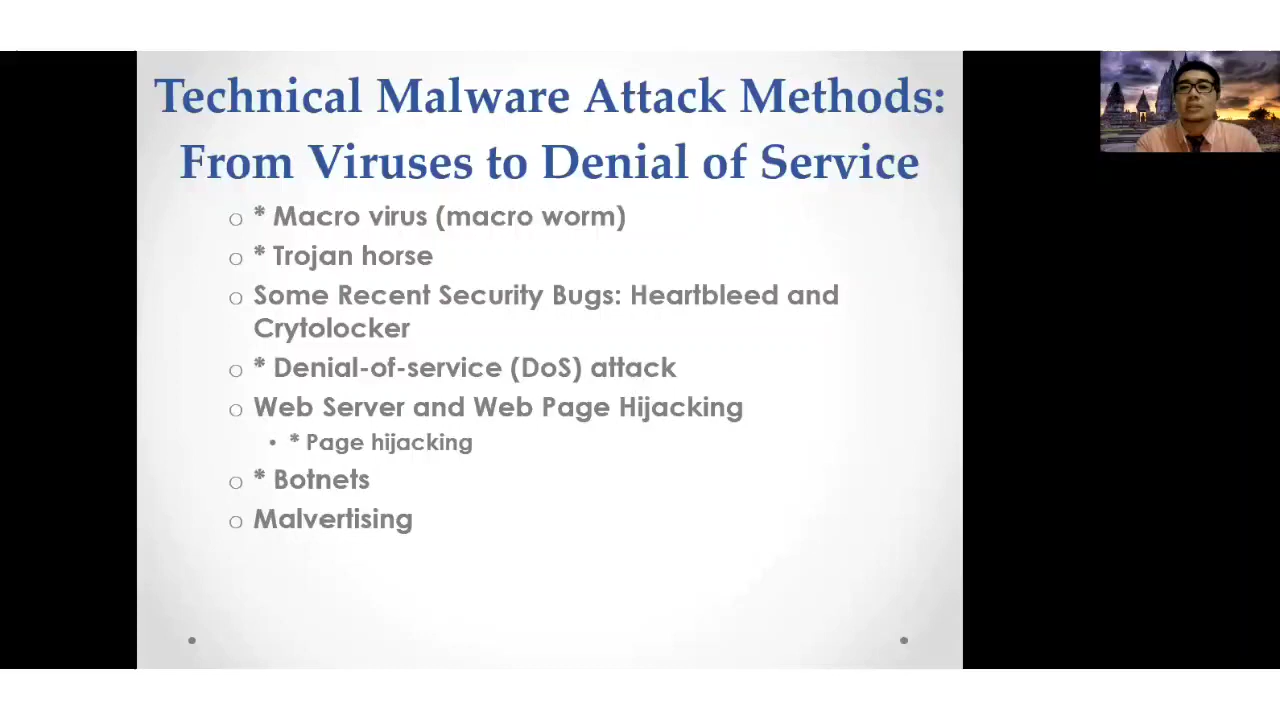 Technical Malware Attack Methods:
From Viruses to Denial of Service
* Macro virus (macro worm)
* Trojan horse
Some Recent Security Bugs: Heartbleed and
Crytolocker
* Denial-of-service (DoS) attack
Web Server and Web Page Hijacking
* Page hijacking
* Botnets
Malvertising